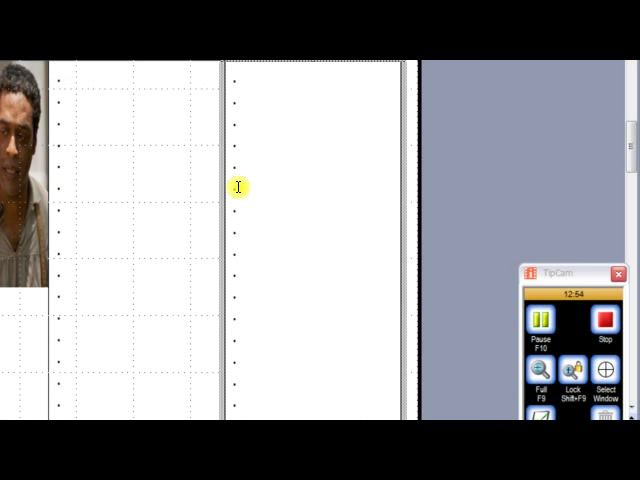 TipCam
12:54
Pause
F10
Stop
Full
F9
Lock
Shift+F9
Select
Window